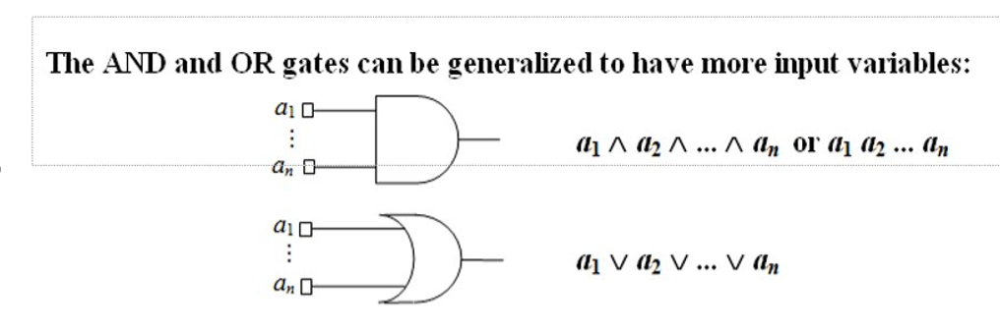 The AND and OR gates can be generalized to have more input variables:
a₁
⋮
aₙ
a₁ ∧ a₂ ∧ ... ∧ aₙ or a₁ a₂ ... aₙ
a₁
⋮
aₙ
a₁ ∨ a₂ ∨ ... ∨ aₙ